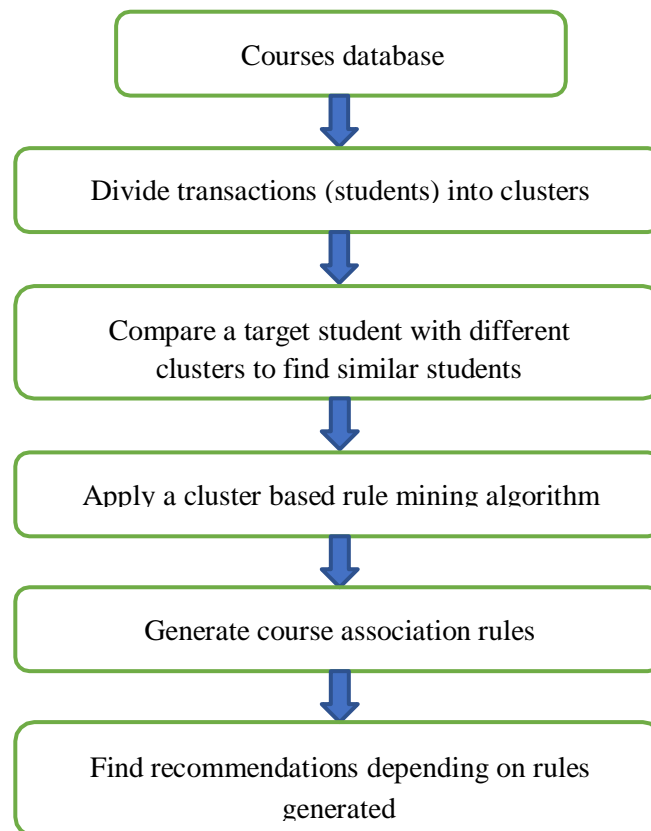 Courses database
Divide transactions (students) into clusters
Compare a target student with different
clusters to find similar students
Apply a cluster based rule mining algorithm
Generate course association rules
Find recommendations depending on rules
generated